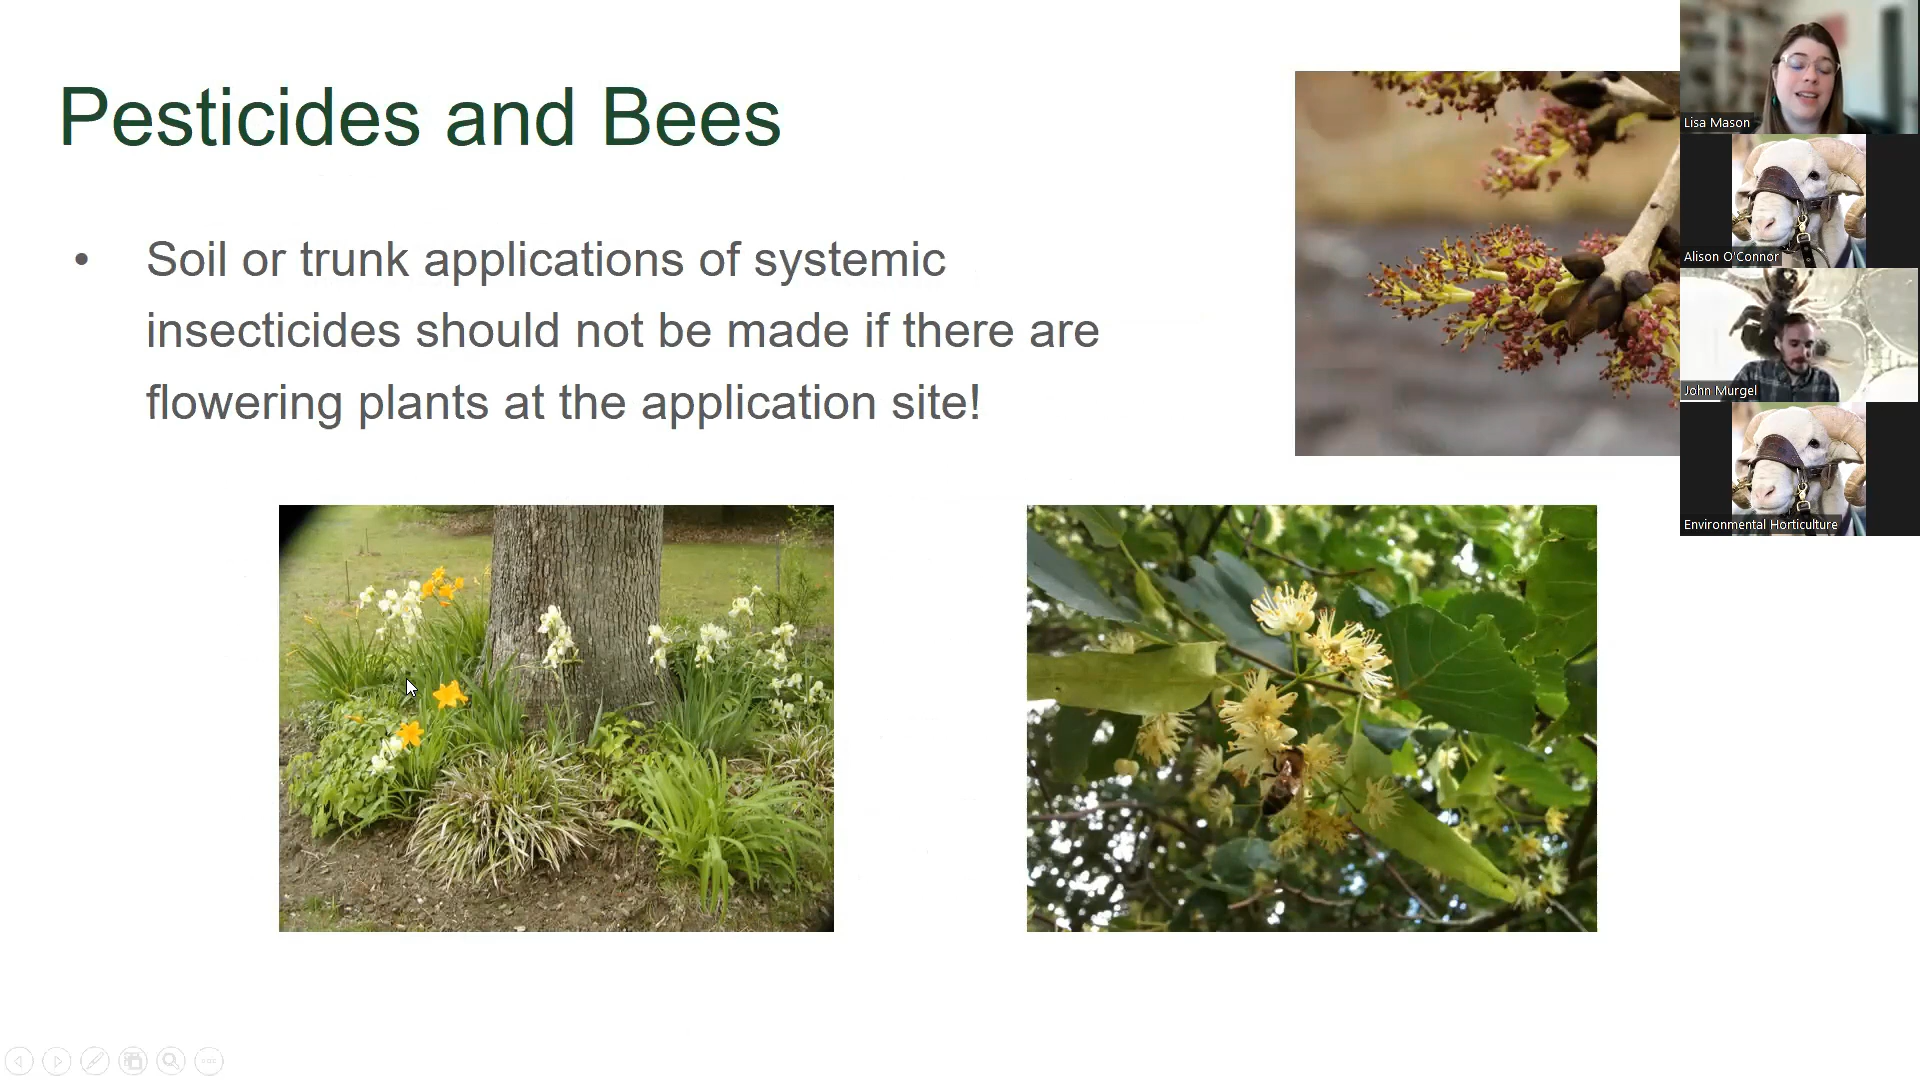 Pesticides and Bees
• Soil or trunk applications of systemic
insecticides should not be made if there are
flowering plants at the application site!
Lisa Mason
Alison O'Connor
John Murgel
Environmental Horticulture